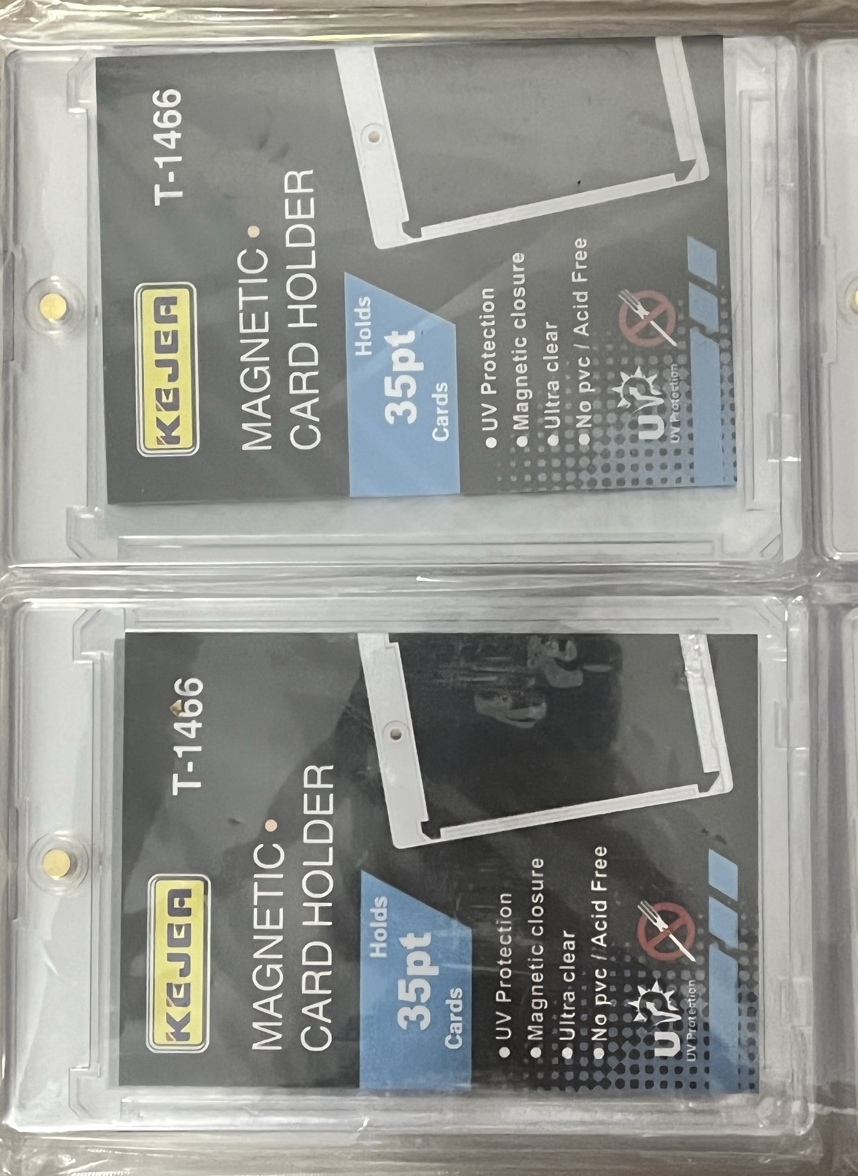 KEJEA
T-1466
MAGNETIC
CARD HOLDER
Holds
35pt
Cards
UV Protection
Magnetic closure
Ultra clear
No pvc / Acid Free
UV
UV Protection
KEJEA
T-1466
MAGNETIC
CARD HOLDER
Holds
35pt
Cards
UV Protection
Magnetic closure
Ultra clear
No pvc / Acid Free
UV
UV Protection